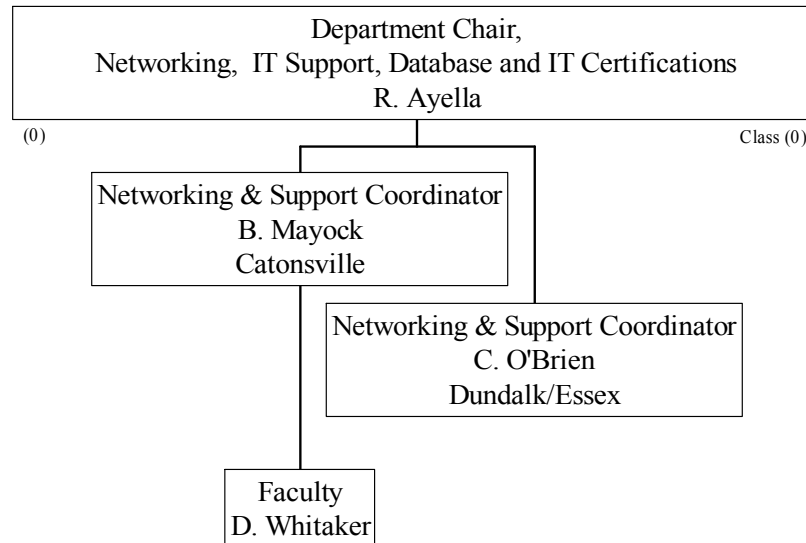 Department Chair,
Networking,  IT Support, Database and IT Certifications
R. Ayella
(0)
Class (0)
Networking & Support Coordinator
B. Mayock
Catonsville
Networking & Support Coordinator
C. O'Brien
Dundalk/Essex
Faculty
D. Whitaker